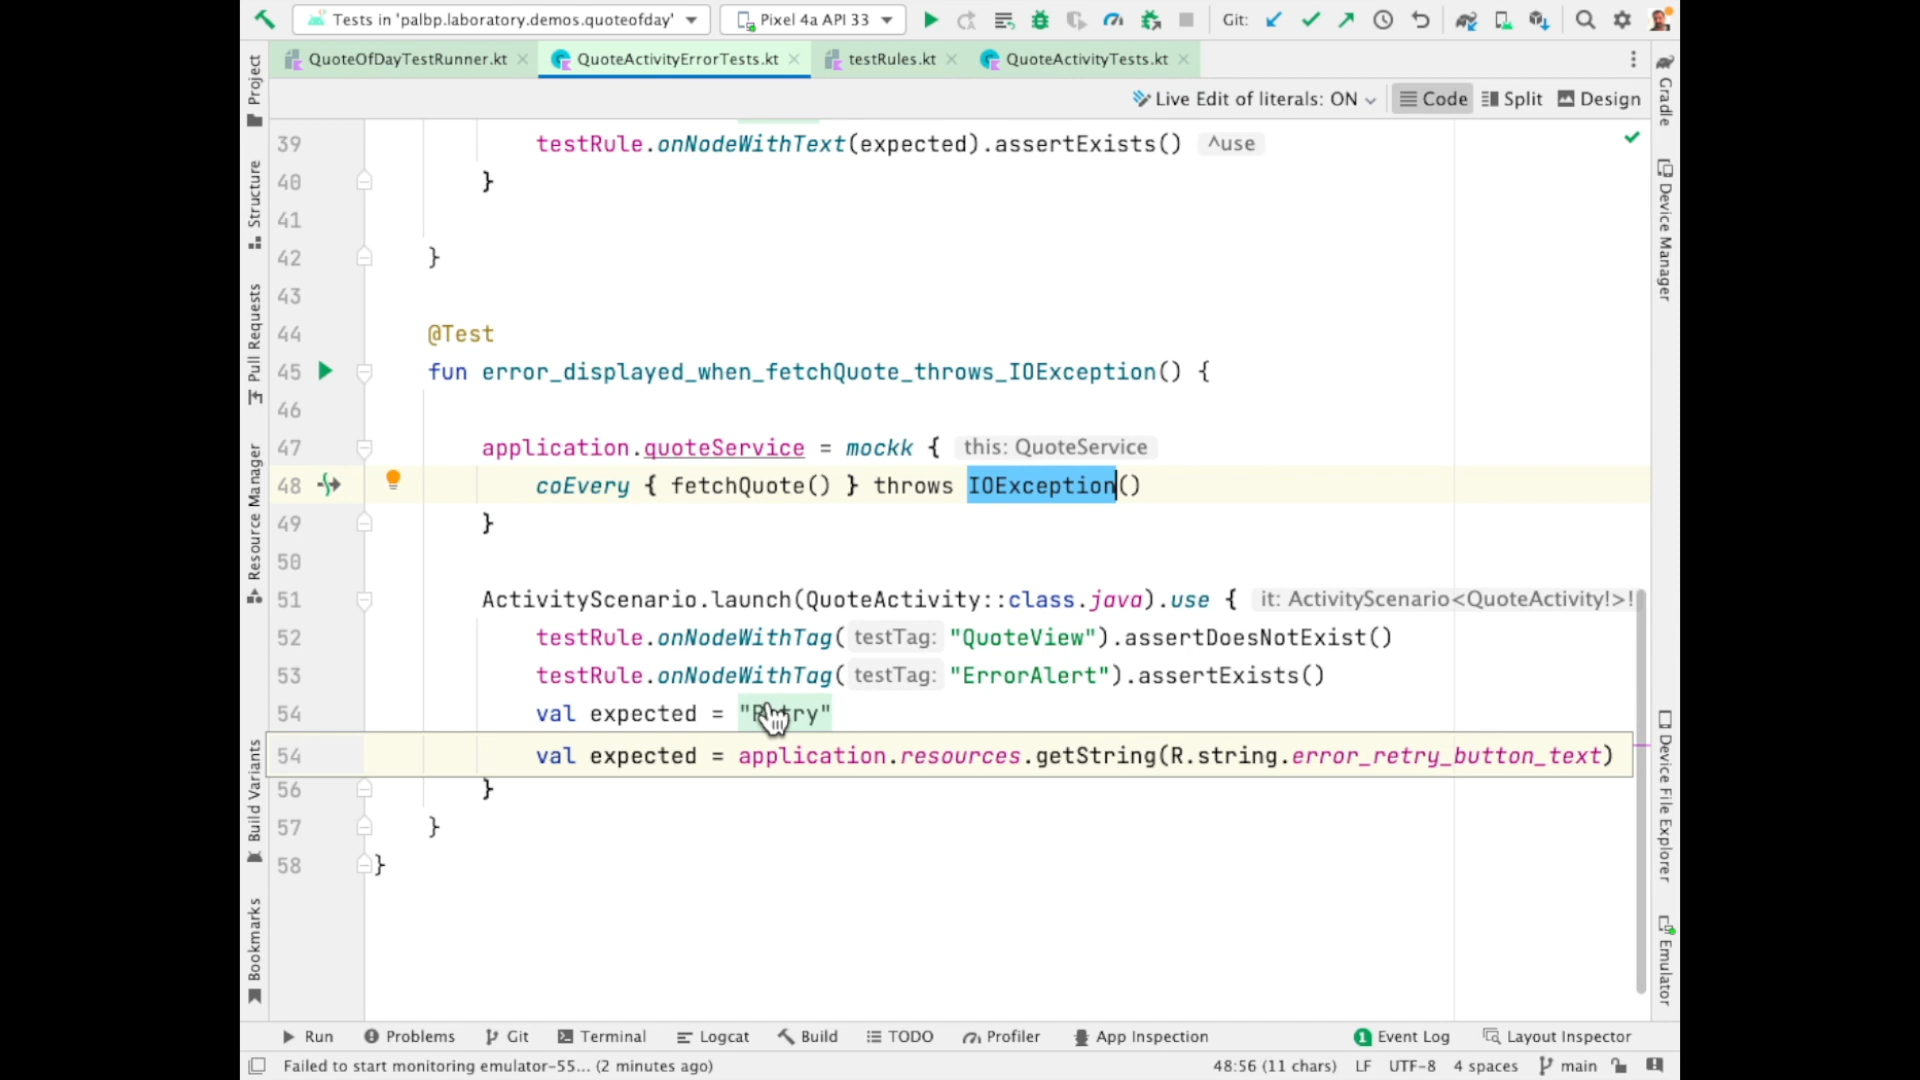 Tests in 'palbp.laboratory.demos.quoteofday'
Pixel 4a API 33
Git:
QuoteOfDayTestRunner.kt
QuoteActivityErrorTests.kt
testRules.kt
QuoteActivityTests.kt
Live Edit of literals: ON
Code
Split
Design
39 testRule.onNodeWithText(expected).assertExists() ^use
40 }
41
42 }
43
44 @Test
45 fun error_displayed_when_fetchQuote_throws_IOException() {
46
47 application.quoteService = mockk { this: QuoteService
48 coEvery { fetchQuote() } throws IOException()
49 }
50
51 ActivityScenario.launch(QuoteActivity::class.java).use { it: ActivityScenario<QuoteActivity!>!
52 testRule.onNodeWithTag( testTag: "QuoteView").assertDoesNotExist()
53 testRule.onNodeWithTag( testTag: "ErrorAlert").assertExists()
54 val expected = "Retry"
54 val expected = application.resources.getString(R.string.error_retry_button_text)
56 }
57 }
58 }
Project
Structure
Pull Requests
Resource Manager
Build Variants
Bookmarks
Gradle
Device Manager
Device File Explorer
Emulator
Run
Problems
Git
Terminal
Logcat
Build
TODO
Profiler
App Inspection
1 Event Log
Layout Inspector
Failed to start monitoring emulator-55... (2 minutes ago)
48:56 (11 chars)
LF
UTF-8
4 spaces
main